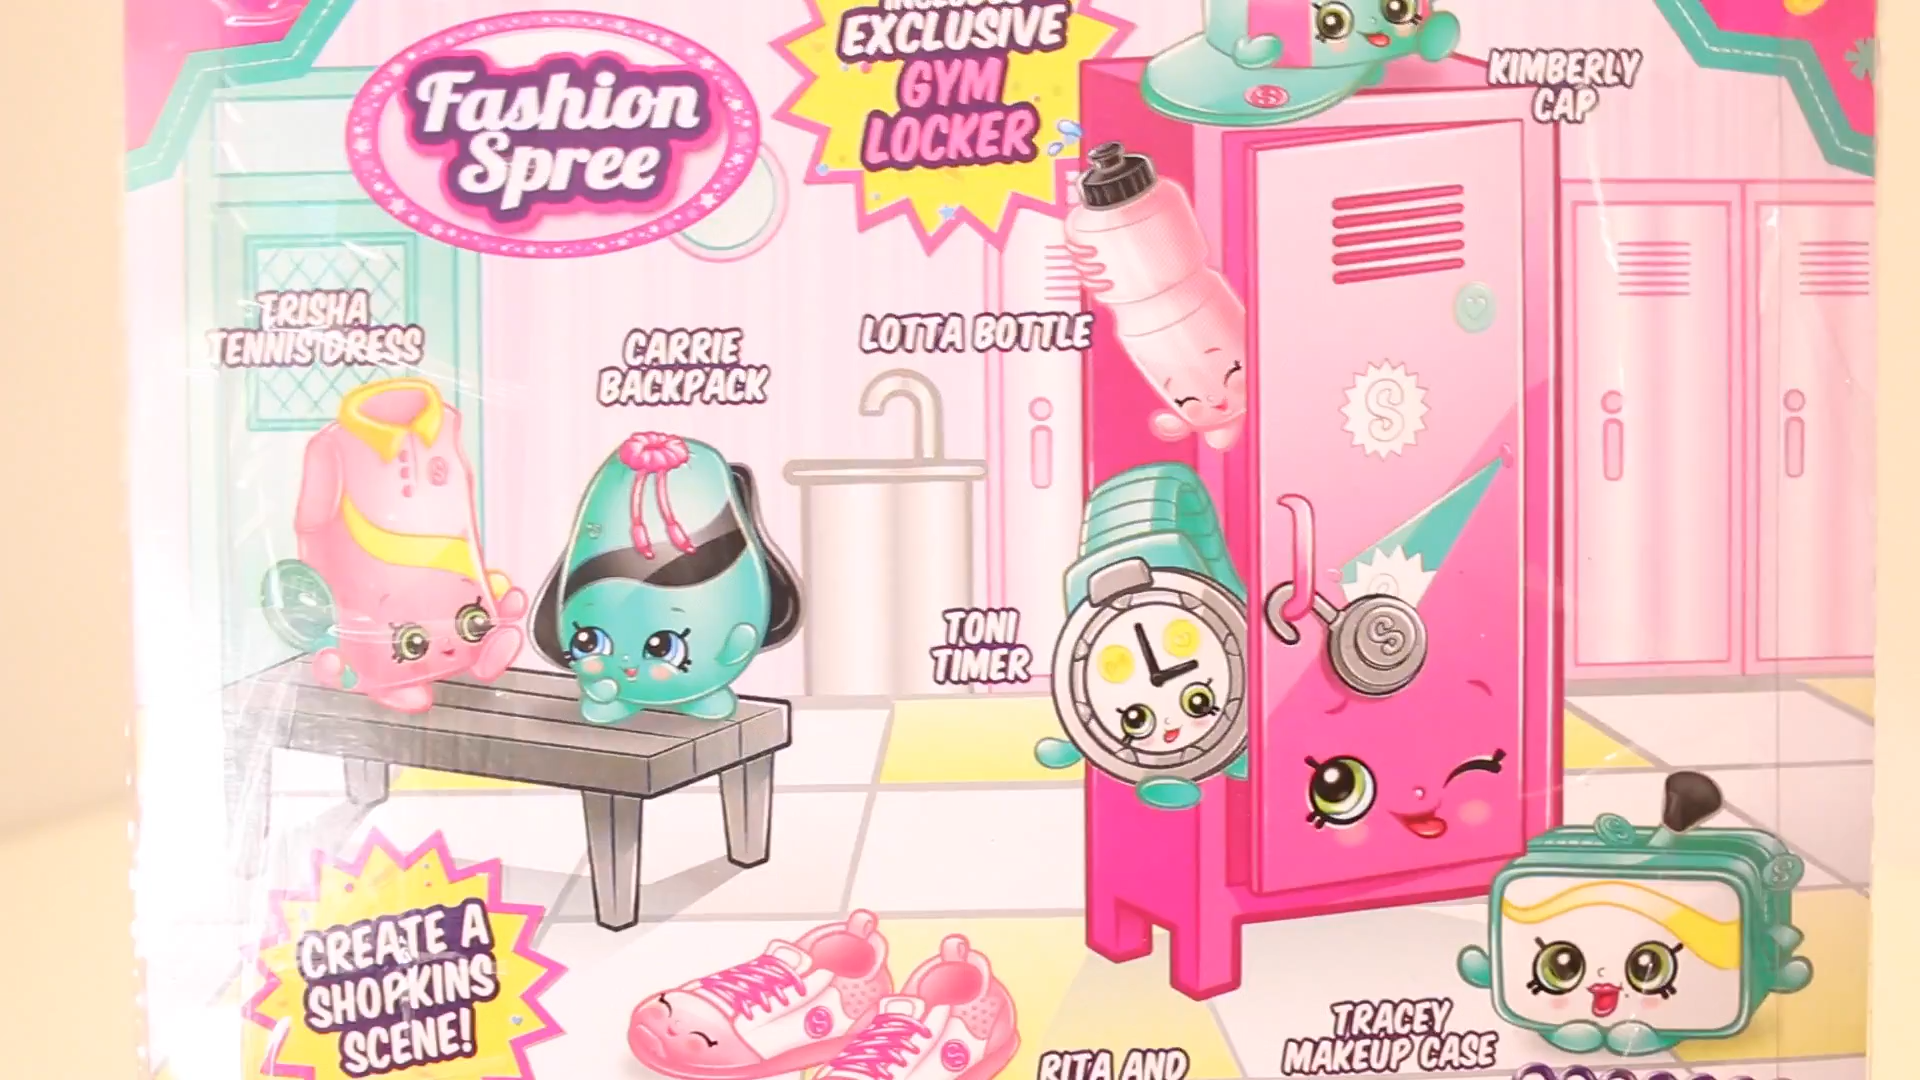 Fashion
Spree
INCLUDES
EXCLUSIVE
GYM
LOCKER
KIMBERLY
CAP
TRISHA
TENNIS DRESS
CARRIE
BACKPACK
LOTTA BOTTLE
TONI
TIMER
CREATE A
SHOPKINS
SCENE!
RITA AND
TRACEY
MAKEUP CASE
S